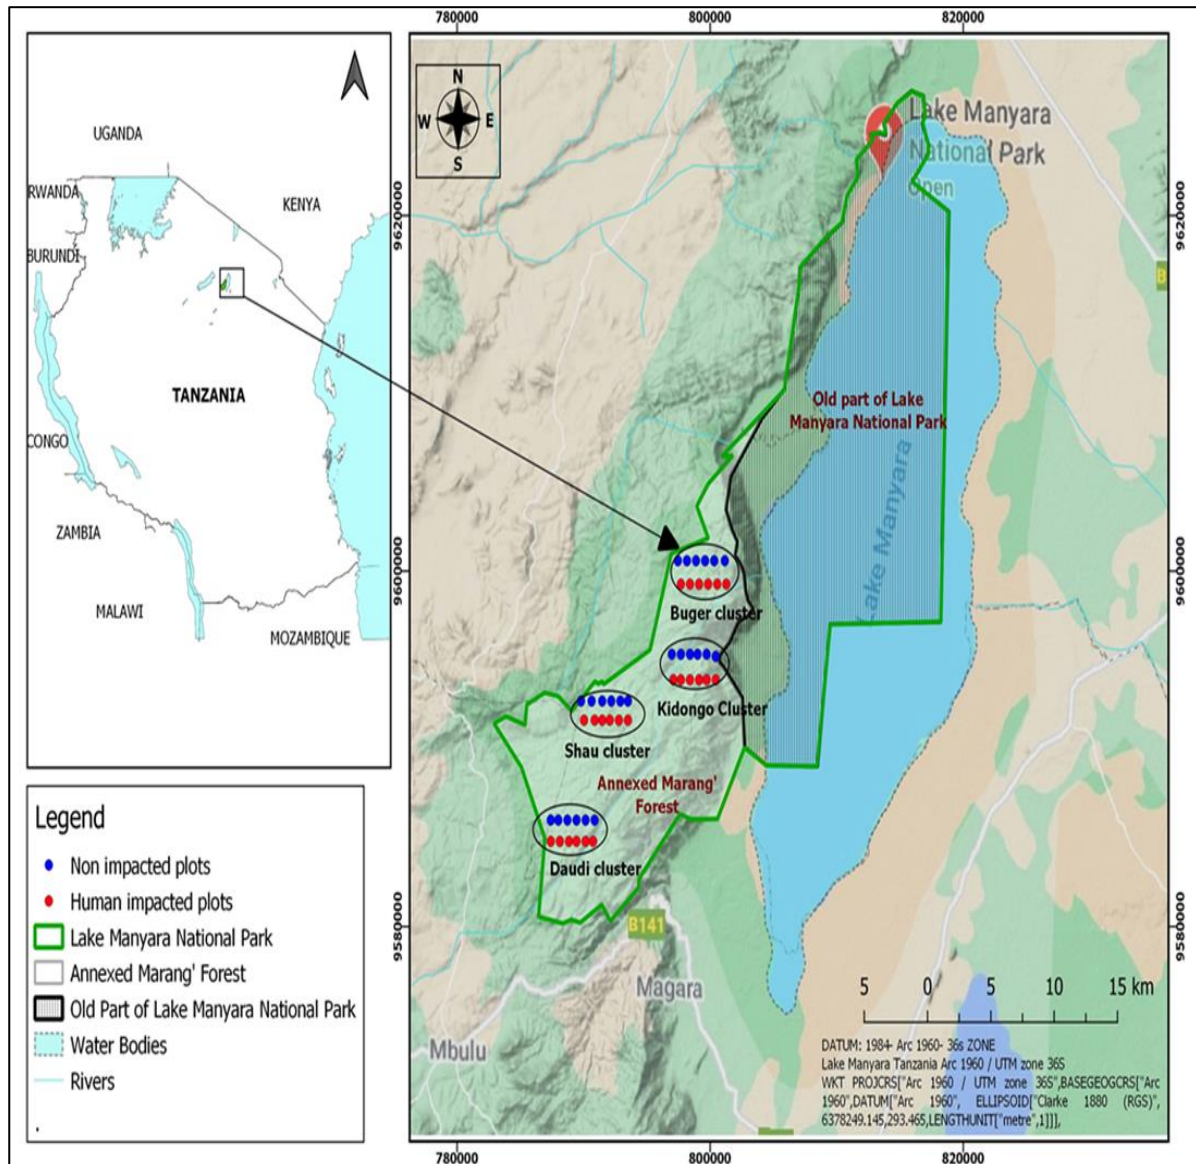 780000
800000
820000
UGANDA
RWANDA
KENYA
BURUNDI
TANZANIA
CONGO
ZAMBIA
MALAWI
MOZAMBIQUE
N
W
E
S
Lake Manyara
National Park
Open
9620000
9620000
B
Old part of Lake
Manyara National Park
Lake Manyara
9600000
9600000
Buger cluster
Kidongo Cluster
Shau cluster
Annexed Marang'
Forest
Daudi cluster
9580000
9580000
B141
Magara
Mbulu
5
0
5
10
15 km
DATUM: 1984- Arc 1960- 36s ZONE
Lake Manyara Tanzania Arc 1960 / UTM zone 36S
WKT PROJCRS["Arc 1960 / UTM zone 36S",BASEGEOGCRS["Arc
1960",DATUM["Arc 1960", ELLIPSOID["Clarke 1880 (RGS)",
6378249.145,293.465,LENGTHUNIT["metre",1]]],
Legend
Non impacted plots
Human impacted plots
Lake Manyara National Park
Annexed Marang' Forest
Old Part of Lake Manyara National Park
Water Bodies
Rivers
.
780000
800000
820000